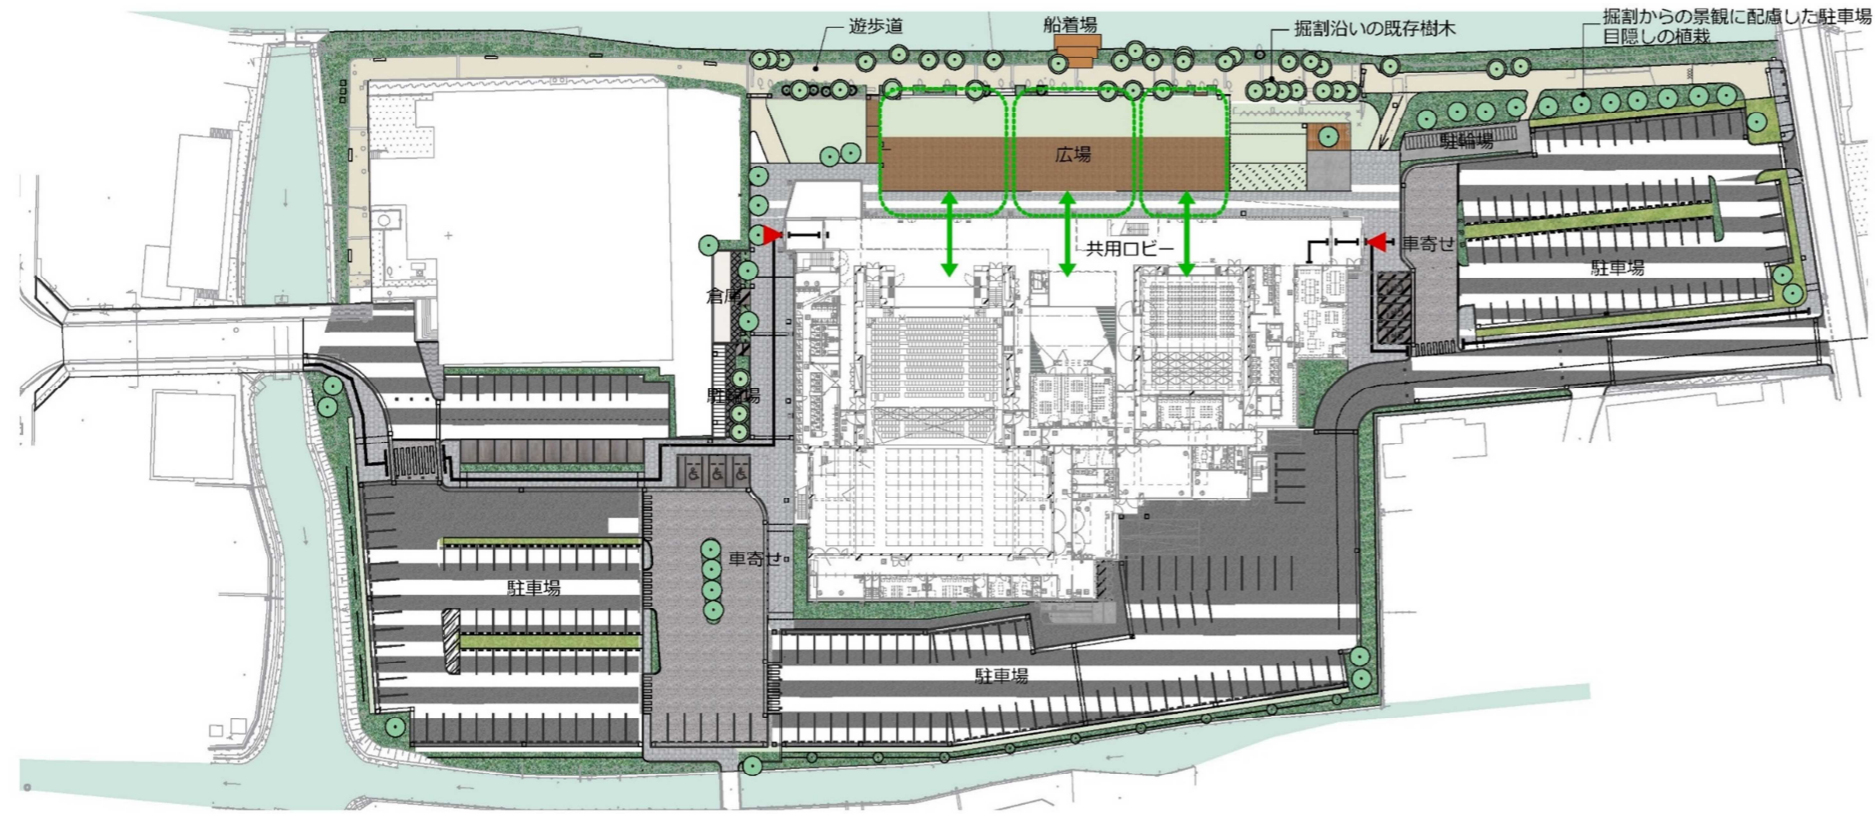 遊歩道
船着場
掘割沿いの既存樹木
掘割からの景観に配慮した駐車場
目隠しの植栽
広場
駐輪場
共用ロビー
車寄せ
駐車場
倉庫
駐輪場
車寄せ
駐車場
駐車場